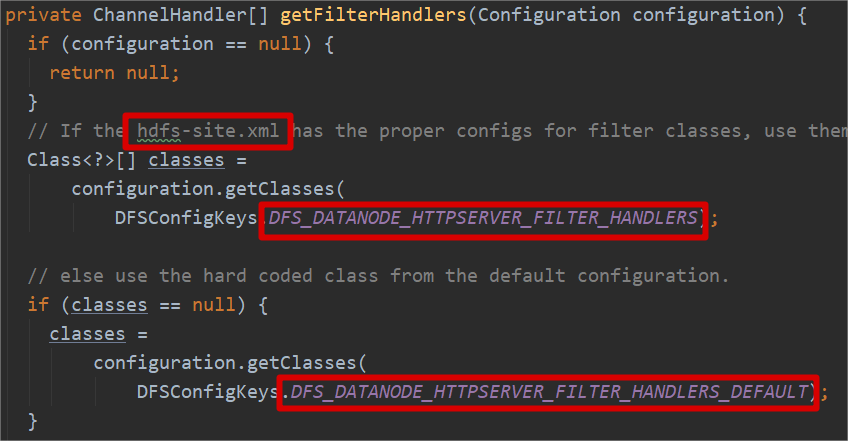 private ChannelHandler[] getFilterHandlers(Configuration configuration) {
if (configuration == null) {
return null;
}
// If the hdfs-site.xml has the proper configs for filter classes, use them
Class<?>[] classes =
configuration.getClasses(
DFSConfigKeys.DFS_DATANODE_HTTPSERVER_FILTER_HANDLERS);
// else use the hard coded class from the default configuration.
if (classes == null) {
classes =
configuration.getClasses(
DFSConfigKeys.DFS_DATANODE_HTTPSERVER_FILTER_HANDLERS_DEFAULT);
}